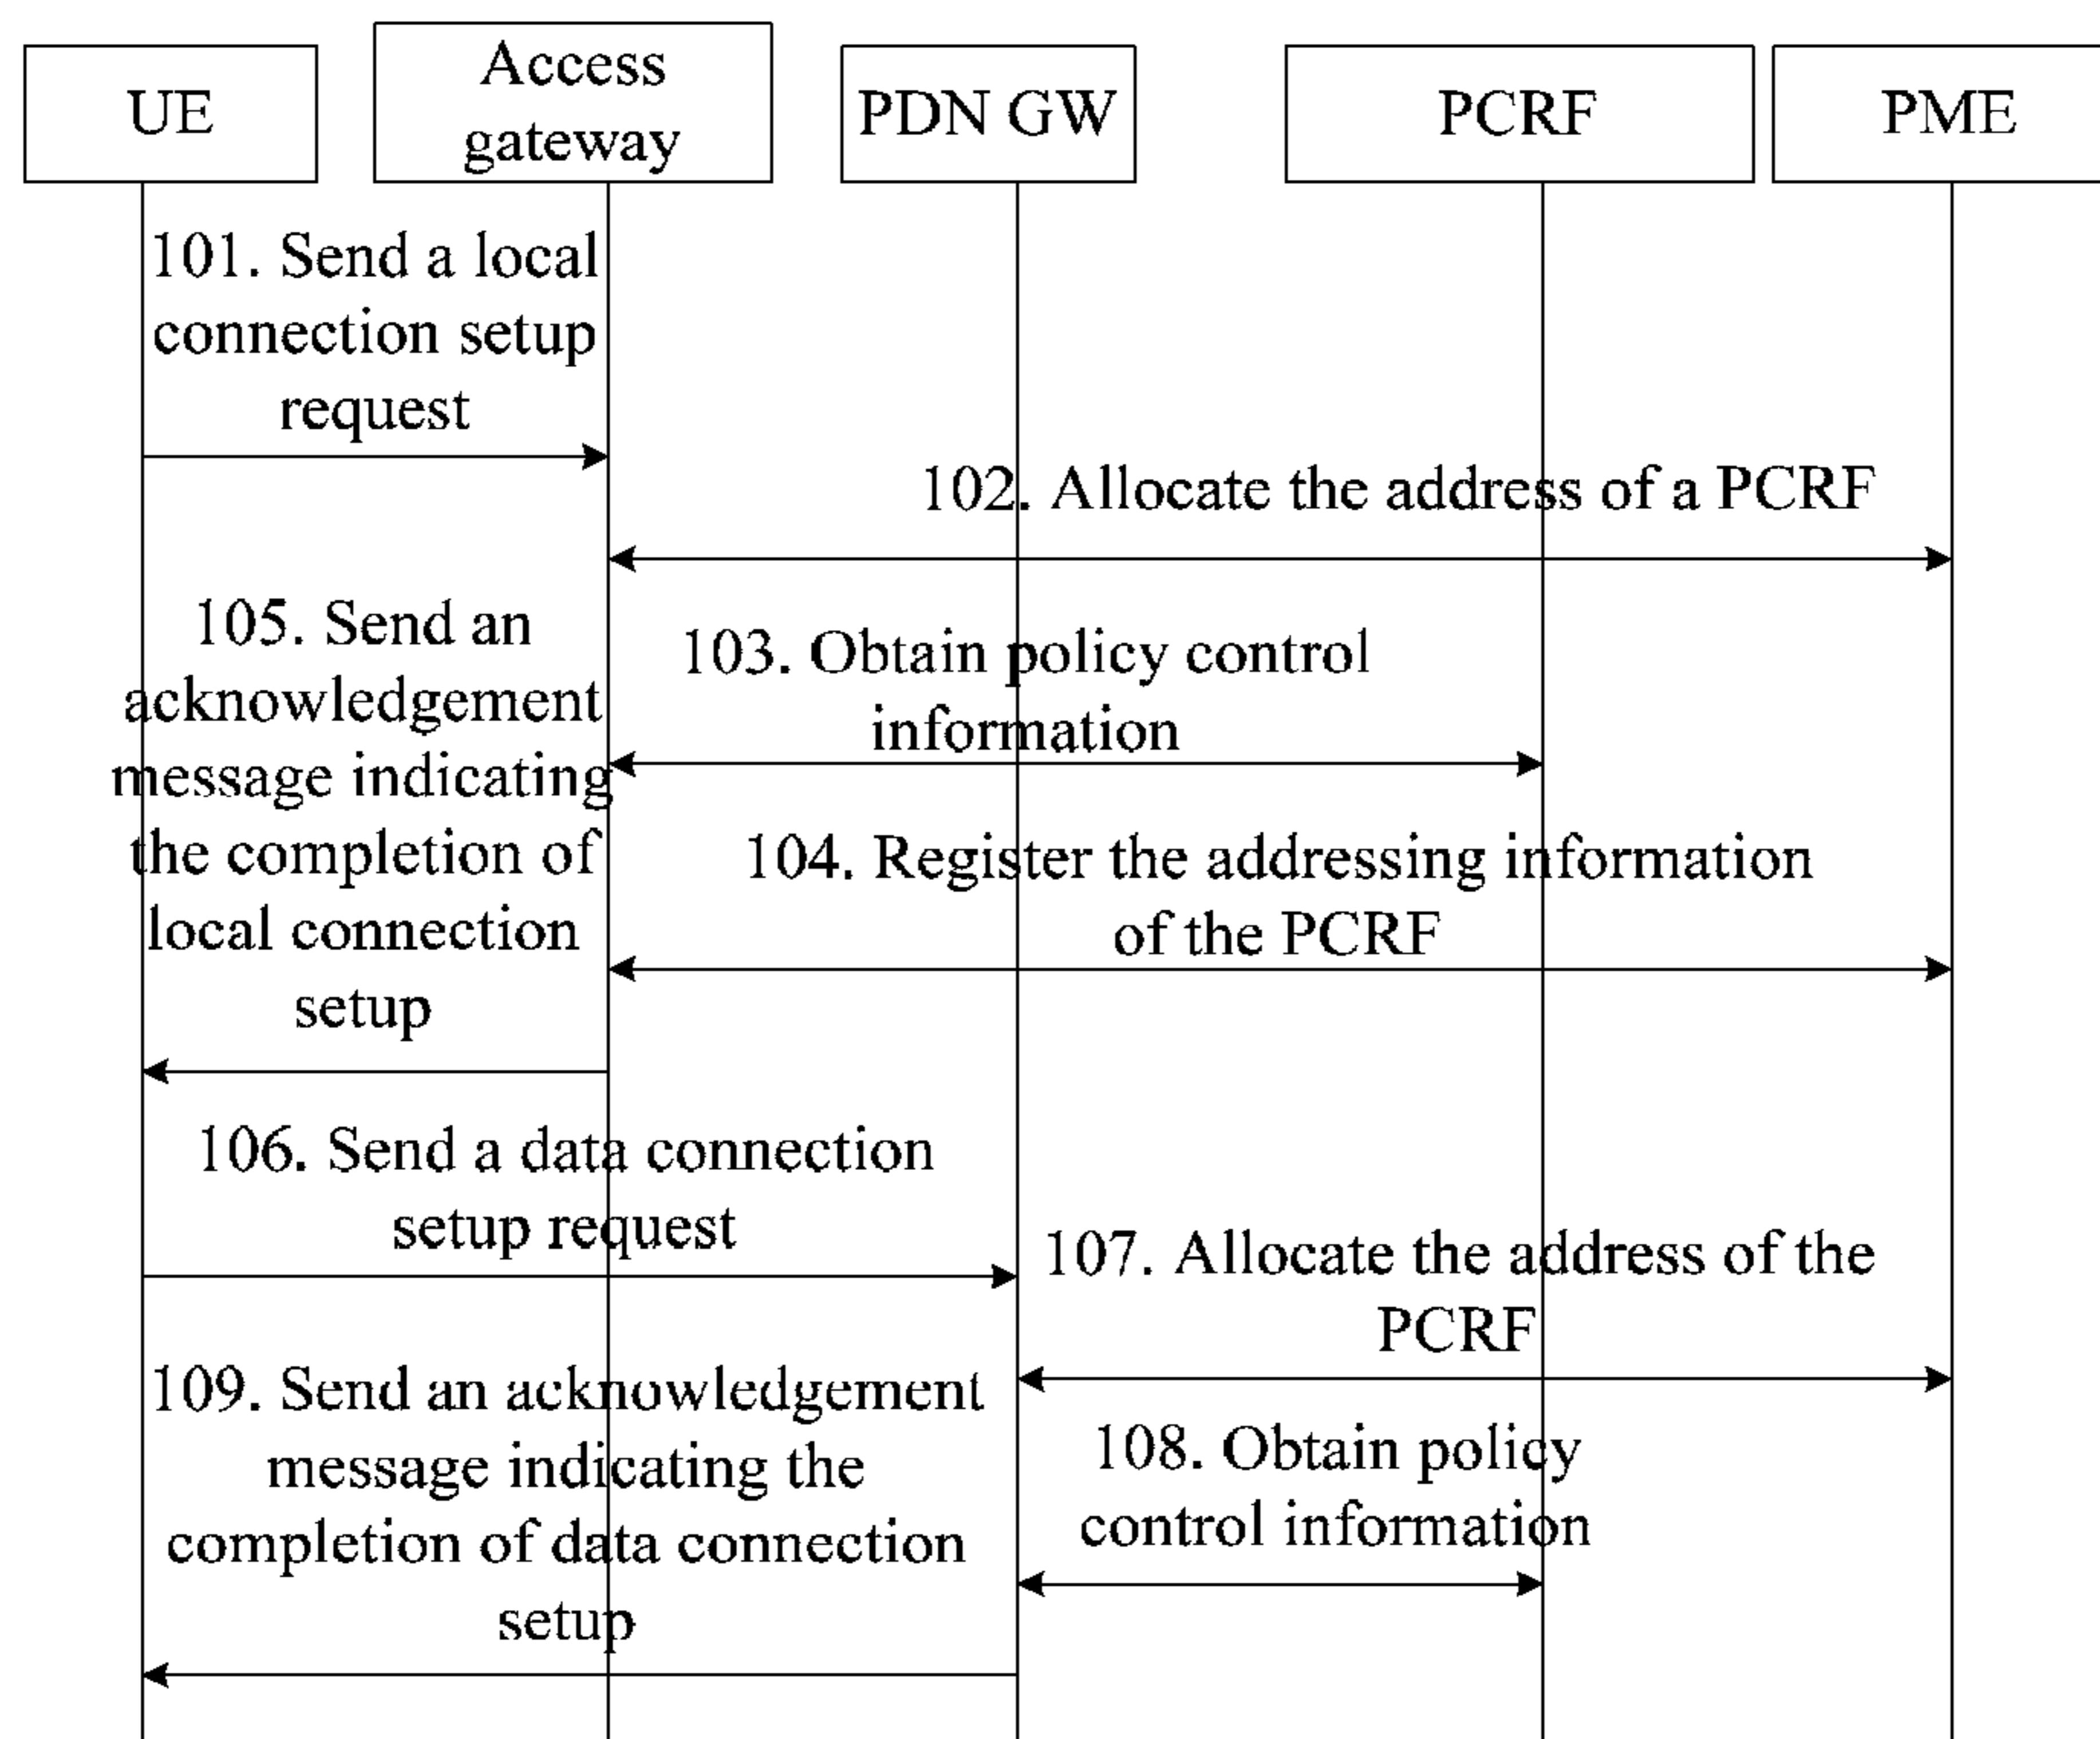 UE
Access
gateway
PDN GW
PCRF
PME
101. Send a local
connection setup
request
102. Allocate the address of a PCRF
103. Obtain policy control
information
104. Register the addressing information
of the PCRF
105. Send an
acknowledgement
message indicating
the completion of
local connection
setup
106. Send a data connection
setup request
107. Allocate the address of the
PCRF
108. Obtain policy
control information
109. Send an acknowledgement
message indicating the
completion of data connection
setup